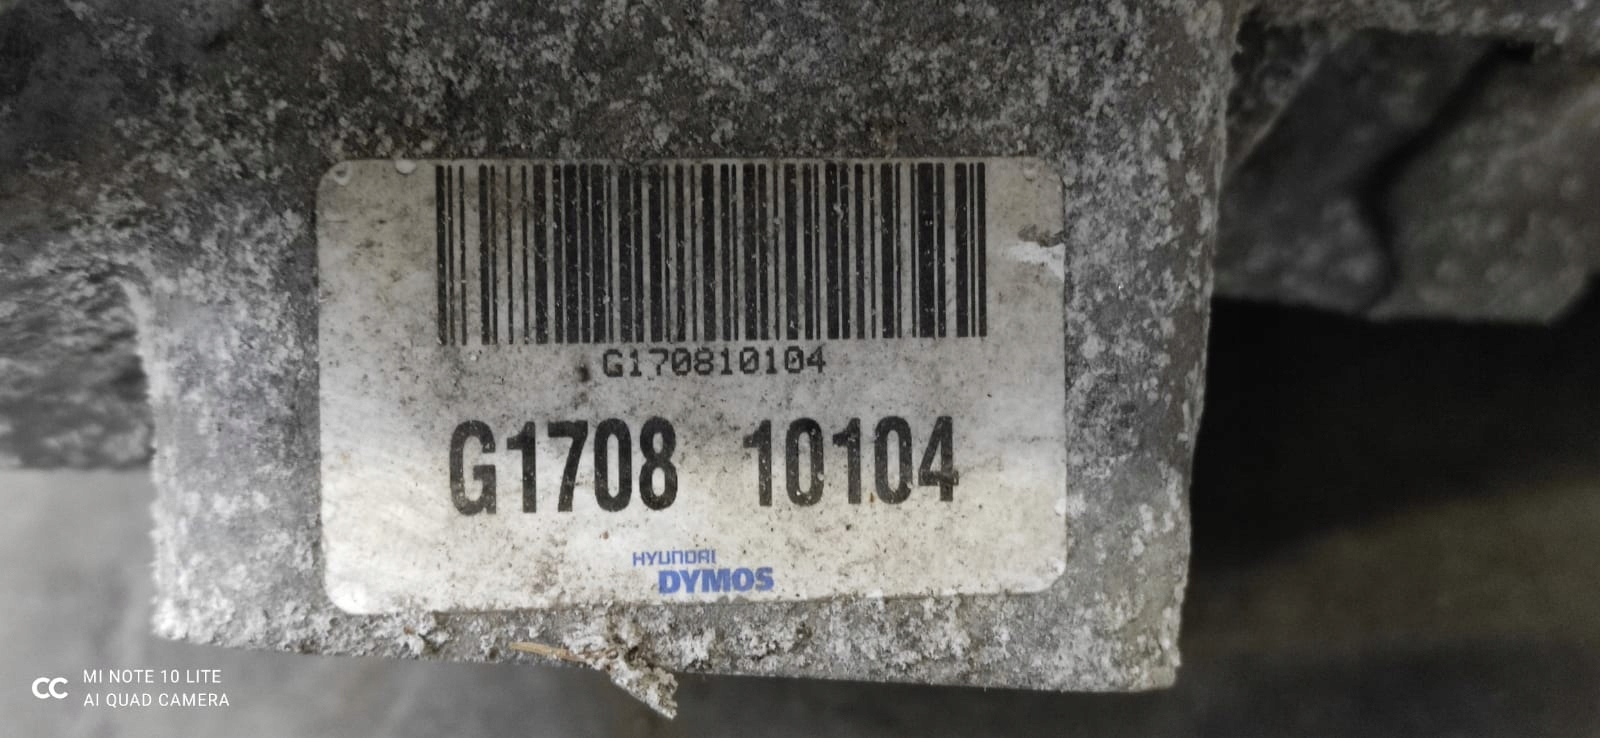 G170810104
G1708 10104
HYUNDAI
DYMOS
MI NOTE 10 LITE
AI QUAD CAMERA